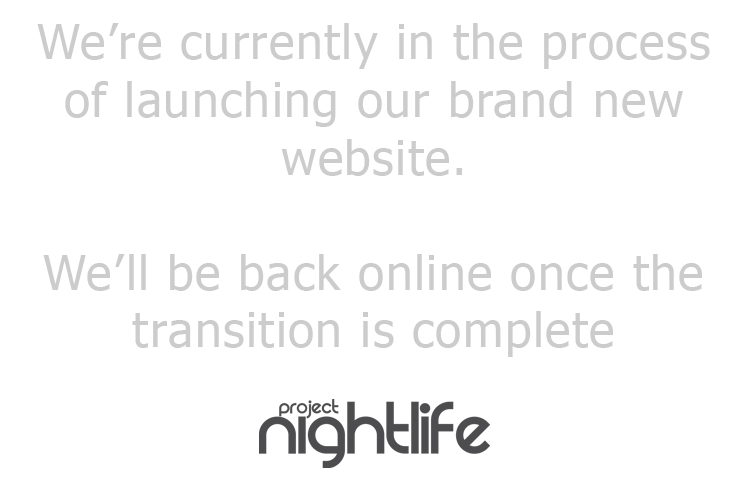 We’re currently in the process
of launching our brand new
website.
We’ll be back online once the
transition is complete
project
nightlife